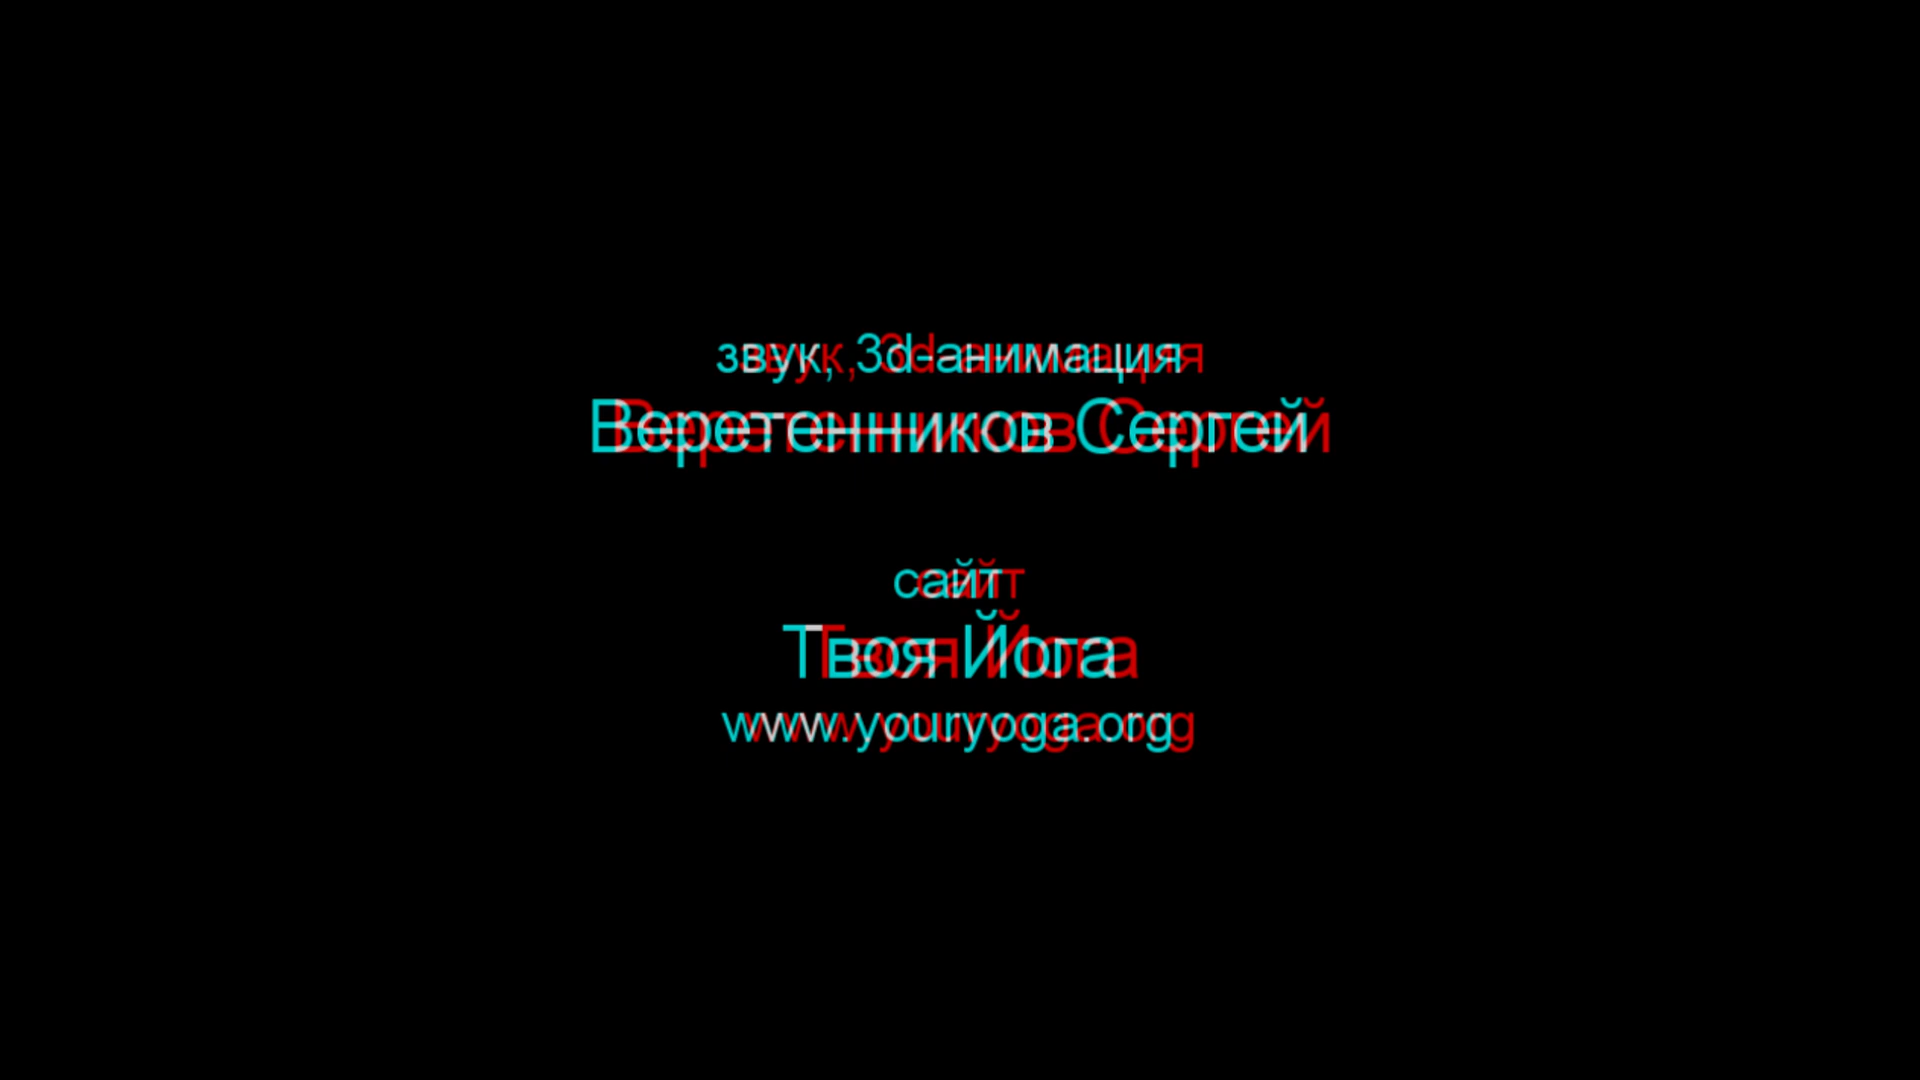 звук, 3d-анимация
Веретенников Сергей
сайт
Твоя Йога
www.youryoga.org